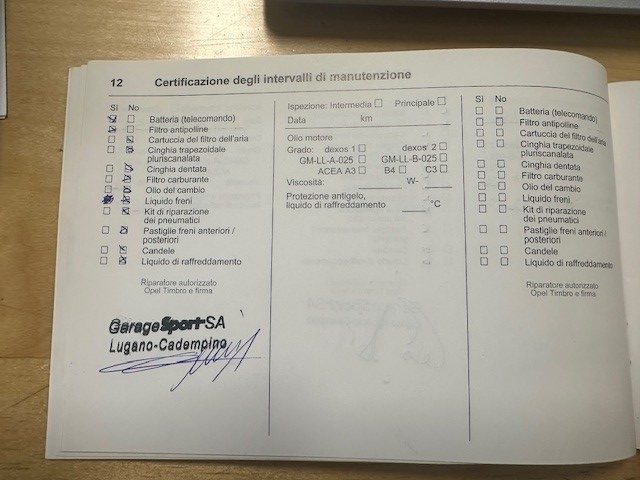 12 Certificazione degli intervalli di manutenzione
Sì No
Batteria (telecomando)
Filtro antipolline
Cartuccia del filtro dell'aria
Cinghia trapezoidale
pluriscanalata
Cinghia dentata
Filtro carburante
Olio del cambio
Liquido freni
Kit di riparazione
dei pneumatici
Pastiglie freni anteriori /
posteriori
Candele
Liquido di raffreddamento
Riparatore autorizzato
Opel Timbro e firma
GarageSport SA
Lugano-Cadempino
Ispezione: Intermedia Principale
Data km
Olio motore
Grado: dexos 1 dexos 2
GM-LL-A-025 GM-LL-B-025
ACEA A3 B4 C3
Viscosità: W-
Protezione antigelo,
liquido di raffreddamento °C
Sì No
Batteria (telecomando)
Filtro antipolline
Cartuccia del filtro dell'aria
Cinghia trapezoidale
pluriscanalata
Cinghia dentata
Filtro carburante
Olio del cambio
Liquido freni
Kit di riparazione
dei pneumatici
Pastiglie freni anteriori /
posteriori
Candele
Liquido di raffreddamento
Riparatore autorizzato
Opel Timbro e firma